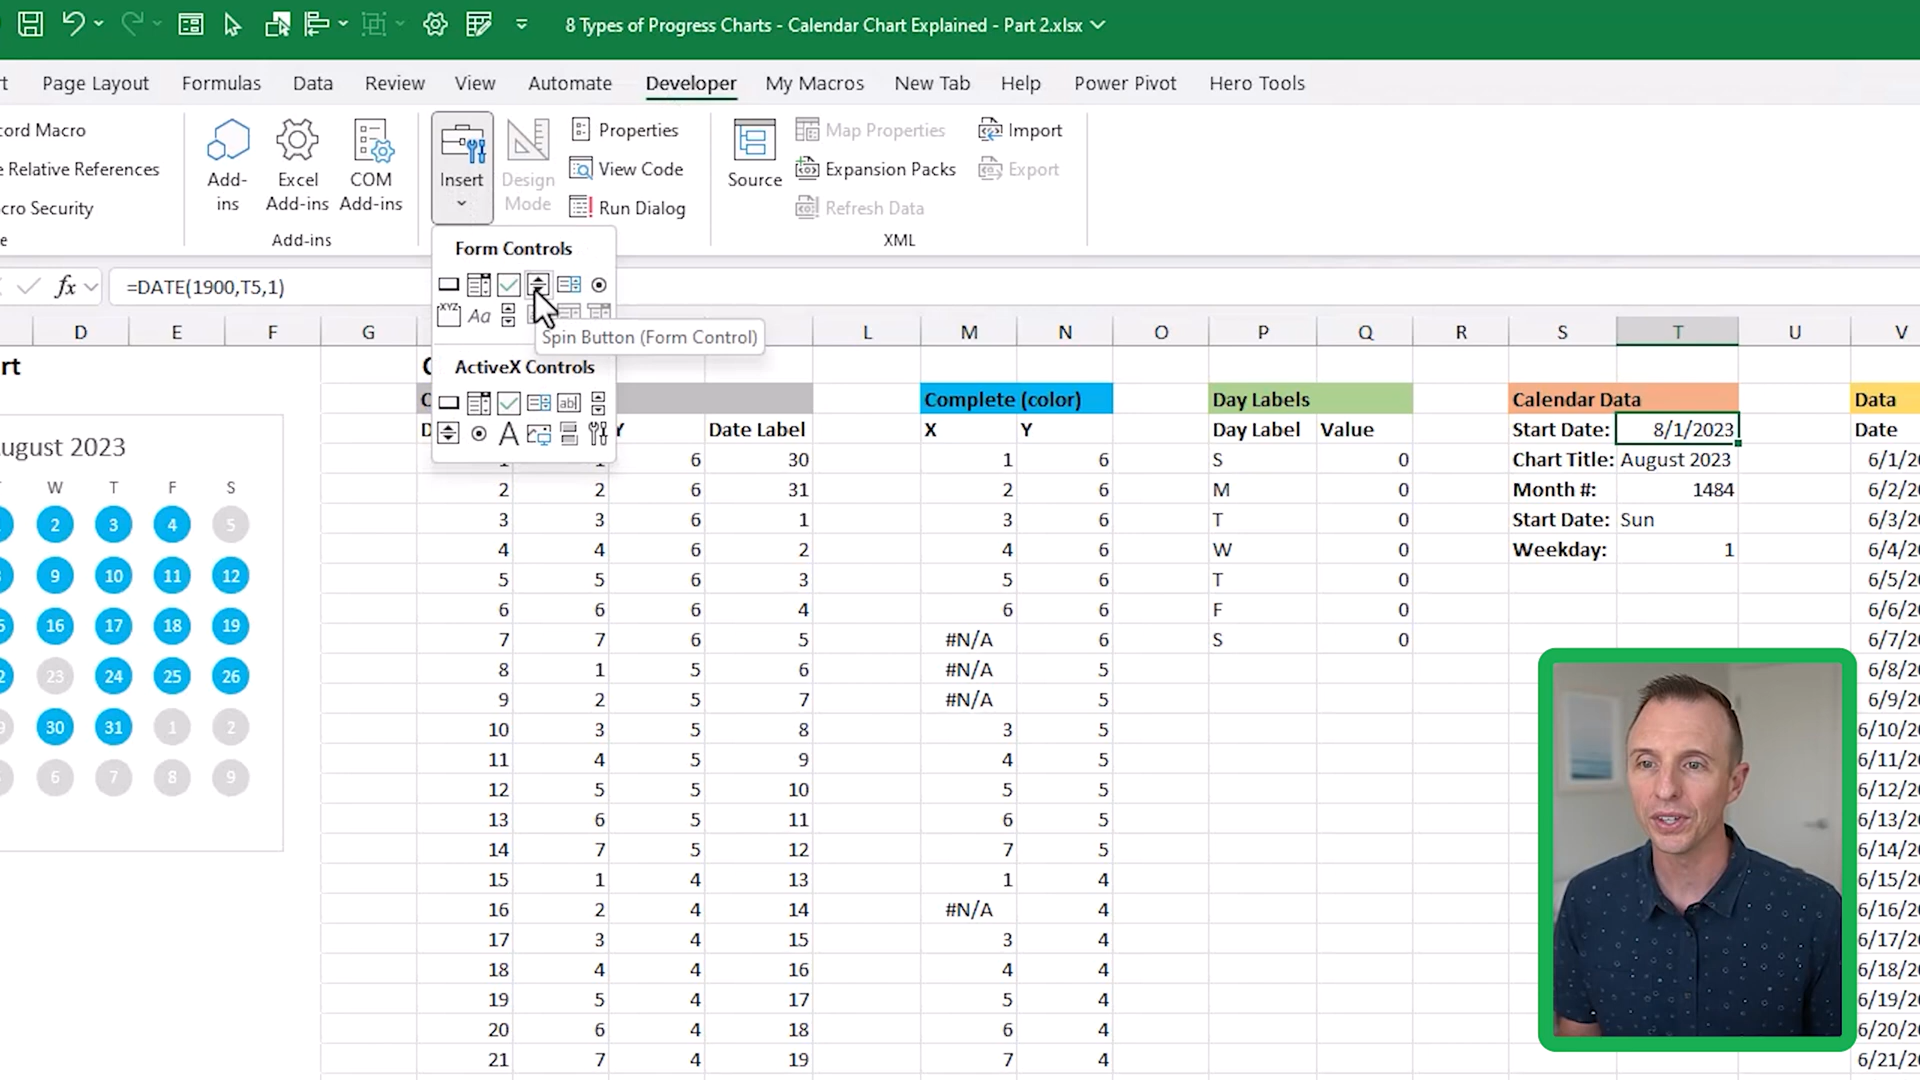 8 Types of Progress Charts - Calendar Chart Explained - Part 2.xlsx
Page Layout Formulas Data Review View Automate Developer My Macros New Tab Help Power Pivot Hero Tools
cord Macro
e Relative References
cro Security
Add-ins
Excel Add-ins
COM Add-ins
Add-ins
Insert
Design Mode
Properties
View Code
Run Dialog
Source
Map Properties
Expansion Packs
Refresh Data
Import
Export
XML
fx =DATE(1900,T5,1)
Form Controls
XYZ Aa
Spin Button (Form Control)
ActiveX Controls
ab| A
D E F G L M N O P Q R S T U V
rt
ugust 2023
W T F S
2 3 4 5
9 10 11 12
16 17 18 19
23 24 25 26
30 31 1 2
6 7 8 9
Complete (color) Day Labels Calendar Data Data
Y Date Label X Y Day Label Value Start Date: 8/1/2023 Date
6 30 1 6 S 0 Chart Title: August 2023 6/1/20
2 2 6 31 2 6 M 0 Month #: 1484 6/2/20
3 3 6 1 3 6 T 0 Start Date: Sun 6/3/20
4 4 6 2 4 6 W 0 Weekday: 1 6/4/20
5 5 6 3 5 6 T 0 6/5/20
6 6 6 4 6 6 F 0 6/6/20
7 7 6 5 #N/A 6 S 0 6/7/20
8 1 5 6 #N/A 5 6/8/20
9 2 5 7 #N/A 5 6/9/20
10 3 5 8 3 5 6/10/2
11 4 5 9 4 5 6/11/2
12 5 5 10 5 5 6/12/2
13 6 5 11 6 5 6/13/2
14 7 5 12 7 5 6/14/2
15 1 4 13 1 4 6/15/2
16 2 4 14 #N/A 4 6/16/2
17 3 4 15 3 4 6/17/2
18 4 4 16 4 4 6/18/2
19 5 4 17 5 4 6/19/2
20 6 4 18 6 4 6/20/2
21 7 4 19 7 4 6/21/2